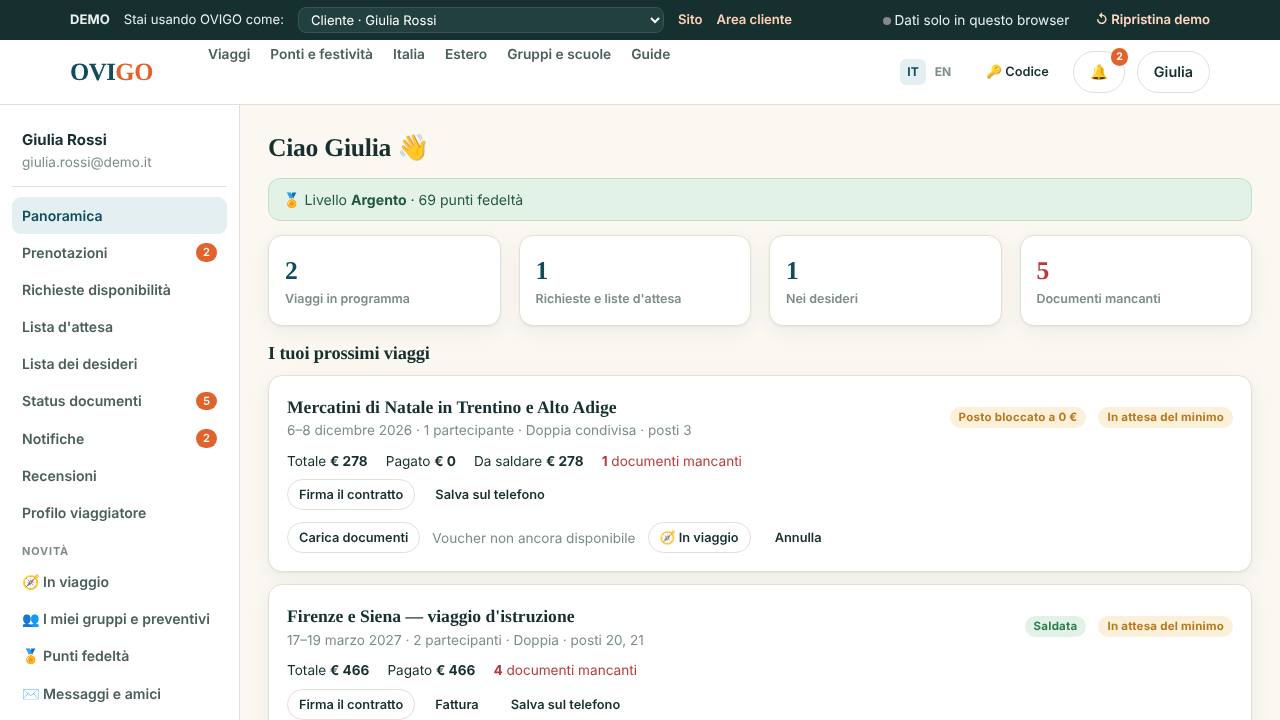 DEMO Stai usando OVIGO come: Cliente · Giulia Rossi Sito Area cliente Dati solo in questo browser Ripristina demo
OVIGO Viaggi Ponti e festività Italia Estero Gruppi e scuole Guide IT EN Codice 2 Giulia
Giulia Rossi
giulia.rossi@demo.it
Panoramica
Prenotazioni 2
Richieste disponibilità
Lista d'attesa
Lista dei desideri
Status documenti 5
Notifiche 2
Recensioni
Profilo viaggiatore
NOVITÀ
In viaggio
I miei gruppi e preventivi
Punti fedeltà
Messaggi e amici
Ciao Giulia 👋
🏅 Livello Argento · 69 punti fedeltà
2
Viaggi in programma
1
Richieste e liste d'attesa
1
Nei desideri
5
Documenti mancanti
I tuoi prossimi viaggi
Mercatini di Natale in Trentino e Alto Adige
Posto bloccato a 0 € In attesa del minimo
6–8 dicembre 2026 · 1 partecipante · Doppia condivisa · posti 3
Totale € 278 Pagato € 0 Da saldare € 278 1 documenti mancanti
Firma il contratto Salva sul telefono
Carica documenti Voucher non ancora disponibile 🧭 In viaggio Annulla
Firenze e Siena — viaggio d'istruzione
Saldata In attesa del minimo
17–19 marzo 2027 · 2 partecipanti · Doppia · posti 20, 21
Totale € 466 Pagato € 466 4 documenti mancanti
Firma il contratto Fattura Salva sul telefono